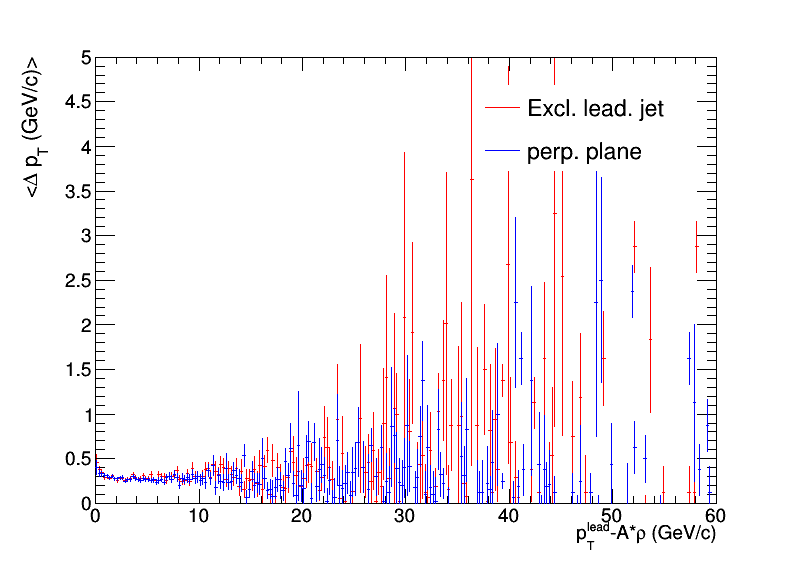 <Δ p_T (GeV/c)>
5
4.5
4
3.5
3
2.5
2
1.5
1
0.5
0
Excl. lead. jet
perp. plane
0 10 20 30 40 50 60
p_T^lead-A*ρ (GeV/c)